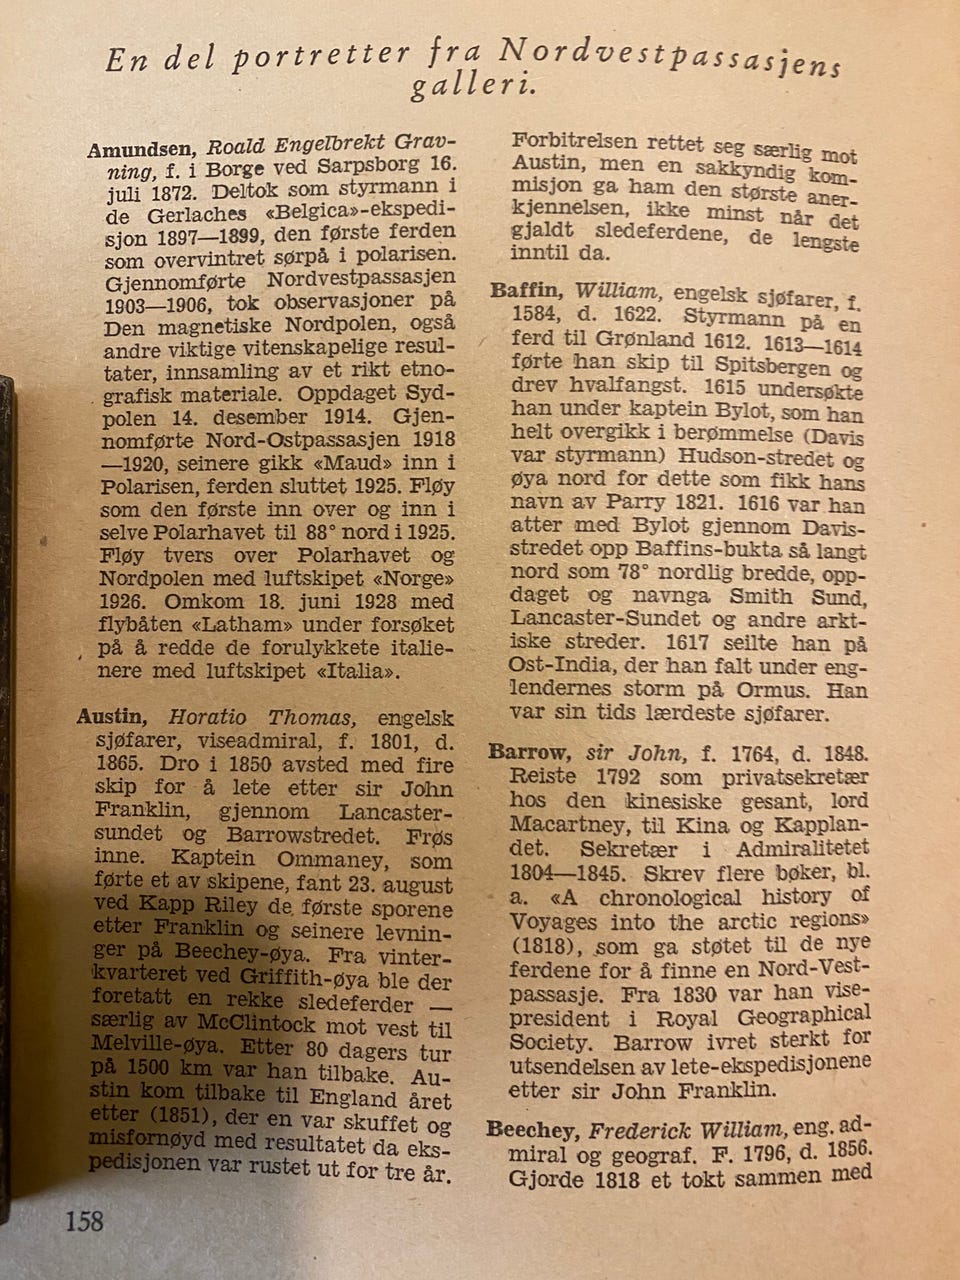 En del portretter fra Nordvestpassasjens
galleri.
Amundsen, Roald Engelbrekt Grav-
ning, f. i Borge ved Sarpsborg 16.
juli 1872. Deltok som styrmann i
de Gerlaches «Belgica»-ekspedi-
sjon 1897—1899, den første ferden
som overvintret sørpå i polarisen.
Gjennomførte Nordvestpassasjen
1903—1906, tok observasjoner på
Den magnetiske Nordpolen, også
andre viktige vitenskapelige resul-
tater, innsamling av et rikt etno-
grafisk materiale. Oppdaget Syd-
polen 14. desember 1914. Gjen-
nomførte Nord-Ostpassasjen 1918
—1920, seinere gikk «Maud» inn i
Polarisen, ferden sluttet 1925. Fløy
som den første inn over og inn i
selve Polarhavet til 88° nord i 1925.
Fløy tvers over Polarhavet og
Nordpolen med luftskipet «Norge»
1926. Omkom 18. juni 1928 med
flybåten «Latham» under forsøket
på å redde de forulykkete italie-
nere med luftskipet «Italia».
Austin, Horatio Thomas, engelsk
sjøfarer, viseadmiral, f. 1801, d.
1865. Dro i 1850 avsted med fire
skip for å lete etter sir John
Franklin, gjennom Lancaster-
sundet og Barrowstredet. Frøs
inne. Kaptein Ommaney, som
førte et av skipene, fant 23. august
ved Kapp Riley de første sporene
etter Franklin og seinere levnin-
ger på Beechey-øya. Fra vinter-
kvarteret ved Griffith-øya ble der
foretatt en rekke sledeferder —
særlig av McClintock mot vest til
Melville-øya. Etter 80 dagers tur
på 1500 km var han tilbake. Au-
stin kom tilbake til England året
etter (1851), der en var skuffet og
misfornøyd med resultatet da eks-
pedisjonen var rustet ut for tre år.
Forbitrelsen rettet seg særlig mot
Austin, men en sakkyndig kom-
misjon ga ham den største aner-
kjennelsen, ikke minst når det
gjaldt sledeferdene, de lengste
inntil da.
Baffin, William, engelsk sjøfarer, f.
1584, d. 1622. Styrmann på en
ferd til Grønland 1612. 1613—1614
førte han skip til Spitsbergen og
drev hvalfangst. 1615 undersøkte
han under kaptein Bylot, som han
helt overgikk i berømmelse (Davis
var styrmann) Hudson-stredet og
øya nord for dette som fikk hans
navn av Parry 1821. 1616 var han
atter med Bylot gjennom Davis-
stredet opp Baffins-bukta så langt
nord som 78° nordlig bredde, opp-
daget og navnga Smith Sund,
Lancaster-Sundet og andre arkt-
iske streder. 1617 seilte han på
Ost-India, der han falt under eng-
lendernes storm på Ormus. Han
var sin tids lærdeste sjøfarer.
Barrow, sir John, f. 1764, d. 1848.
Reiste 1792 som privatsekretær
hos den kinesiske gesant, lord
Macartney, til Kina og Kapplan-
det. Sekretær i Admiralitetet
1804—1845. Skrev flere bøker, bl.
a. «A chronological history of
Voyages into the arctic regions»
(1818), som ga støtet til de nye
ferdene for å finne en Nord-Vest-
passasje. Fra 1830 var han vise-
president i Royal Geographical
Society. Barrow ivret sterkt for
utsendelsen av lete-ekspedisjonene
etter sir John Franklin.
Beechey, Frederick William, eng. ad-
miral og geograf. F. 1796, d. 1856.
Gjorde 1818 et tokt sammen med
158